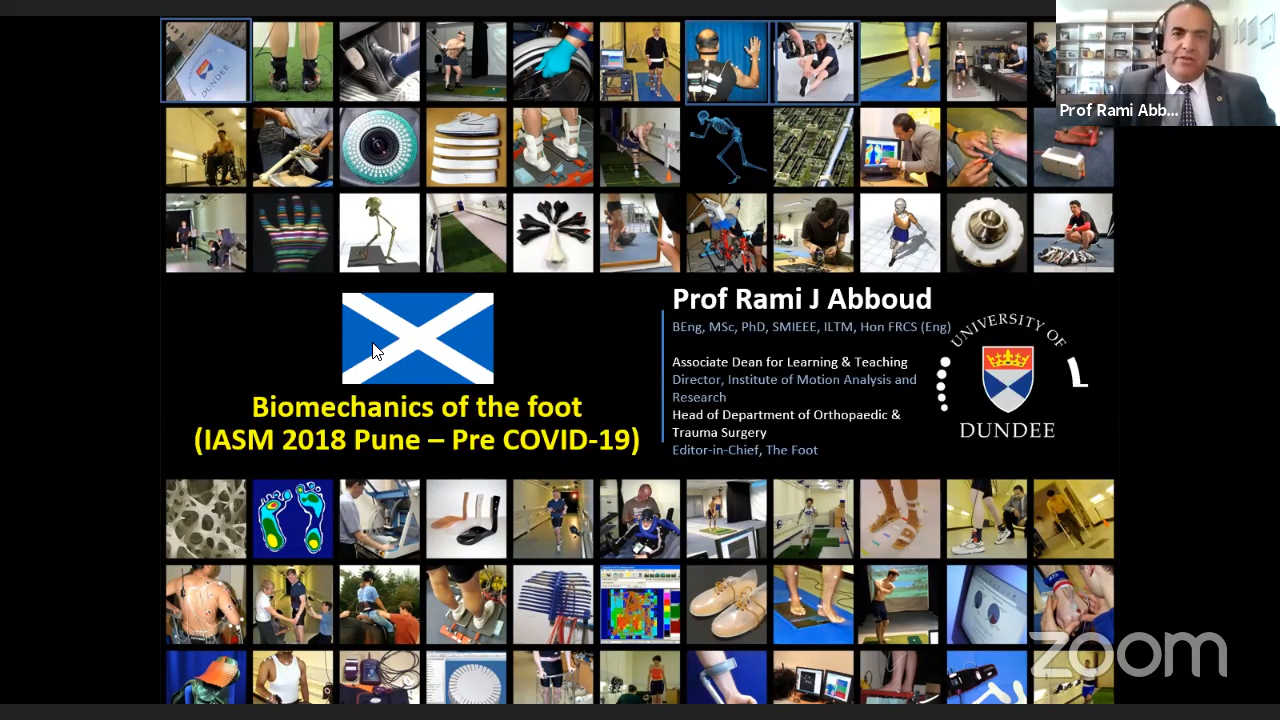 Prof Rami Abb...
Prof Rami J Abboud
BEng, MSc, PhD, SMIEEE, ILTM, Hon FRCS (Eng)
Associate Dean for Learning & Teaching
Director, Institute of Motion Analysis and
Research
Head of Department of Orthopaedic &
Trauma Surgery
Editor-in-Chief, The Foot
UNIVERSITY OF
DUNDEE
Biomechanics of the foot
(IASM 2018 Pune – Pre COVID-19)
DUNDEE
zoom